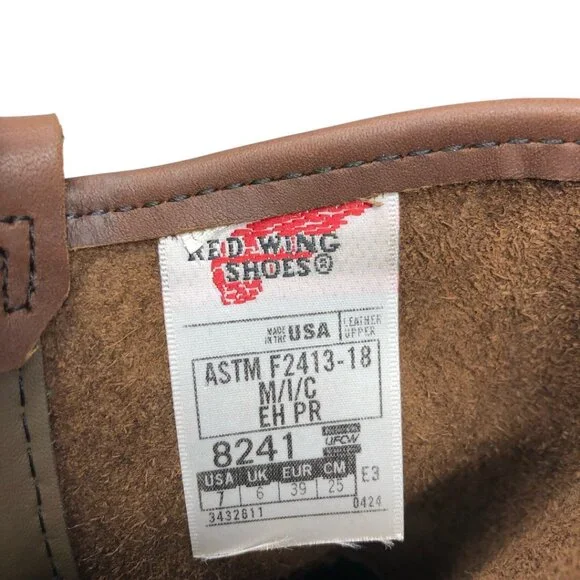 RED WING
SHOES®
MADE IN THE USA LEATHER UPPER
ASTM F2413-18
M/I/C
EH PR
8241 UFCW
USA UK EUR CM E3
7 6 39 25
3432611 0424